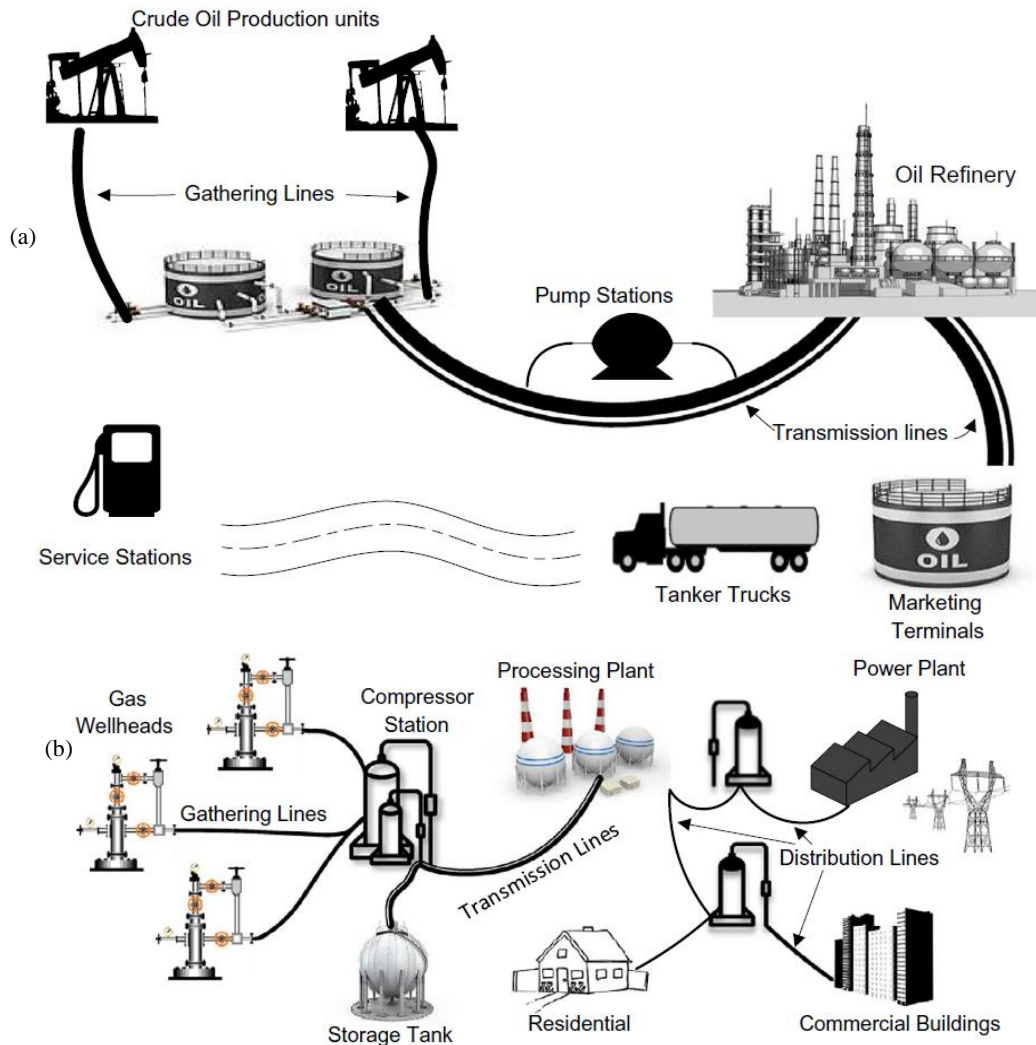 Crude Oil Production units
Gathering Lines
Oil Refinery
(a)
OIL
OIL
Pump Stations
Transmission lines
Service Stations
Tanker Trucks
OIL
Marketing
Terminals
Processing Plant
Power Plant
Gas
Wellheads
Compressor
Station
(b)
Gathering Lines
Transmission Lines
Distribution Lines
Storage Tank
Residential
Commercial Buildings